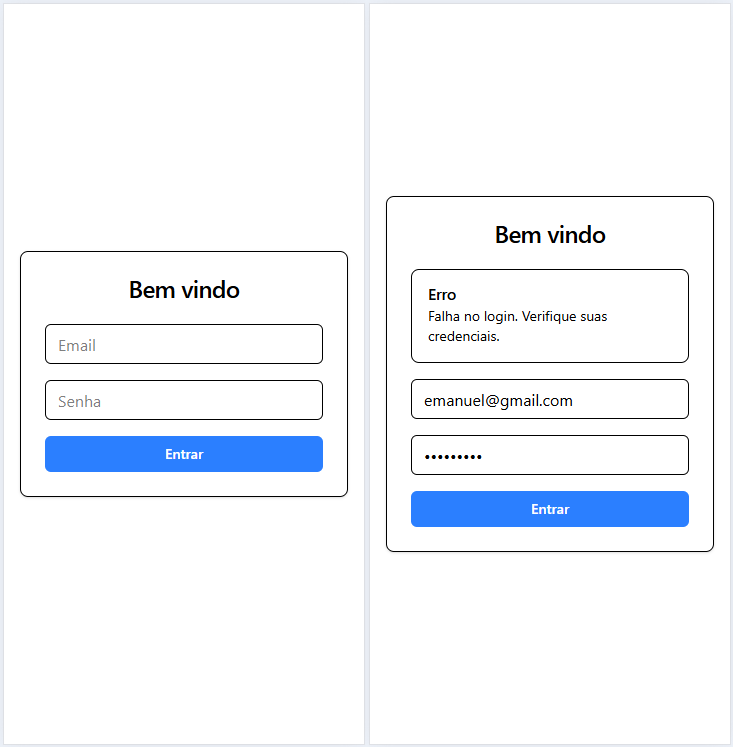 Bem vindo
Email
Senha
Entrar
Bem vindo
Erro
Falha no login. Verifique suas
credenciais.
emanuel@gmail.com
•••••••••
Entrar